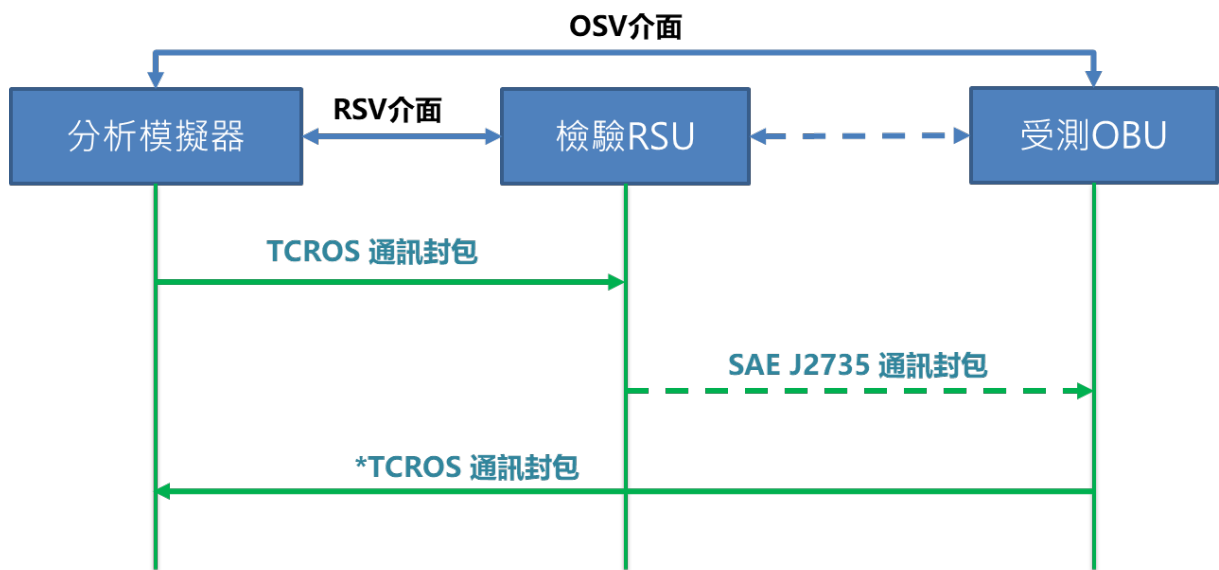 OSV介面
RSV介面
分析模擬器
檢驗RSU
受測OBU
TCROS 通訊封包
SAE J2735 通訊封包
*TCROS 通訊封包